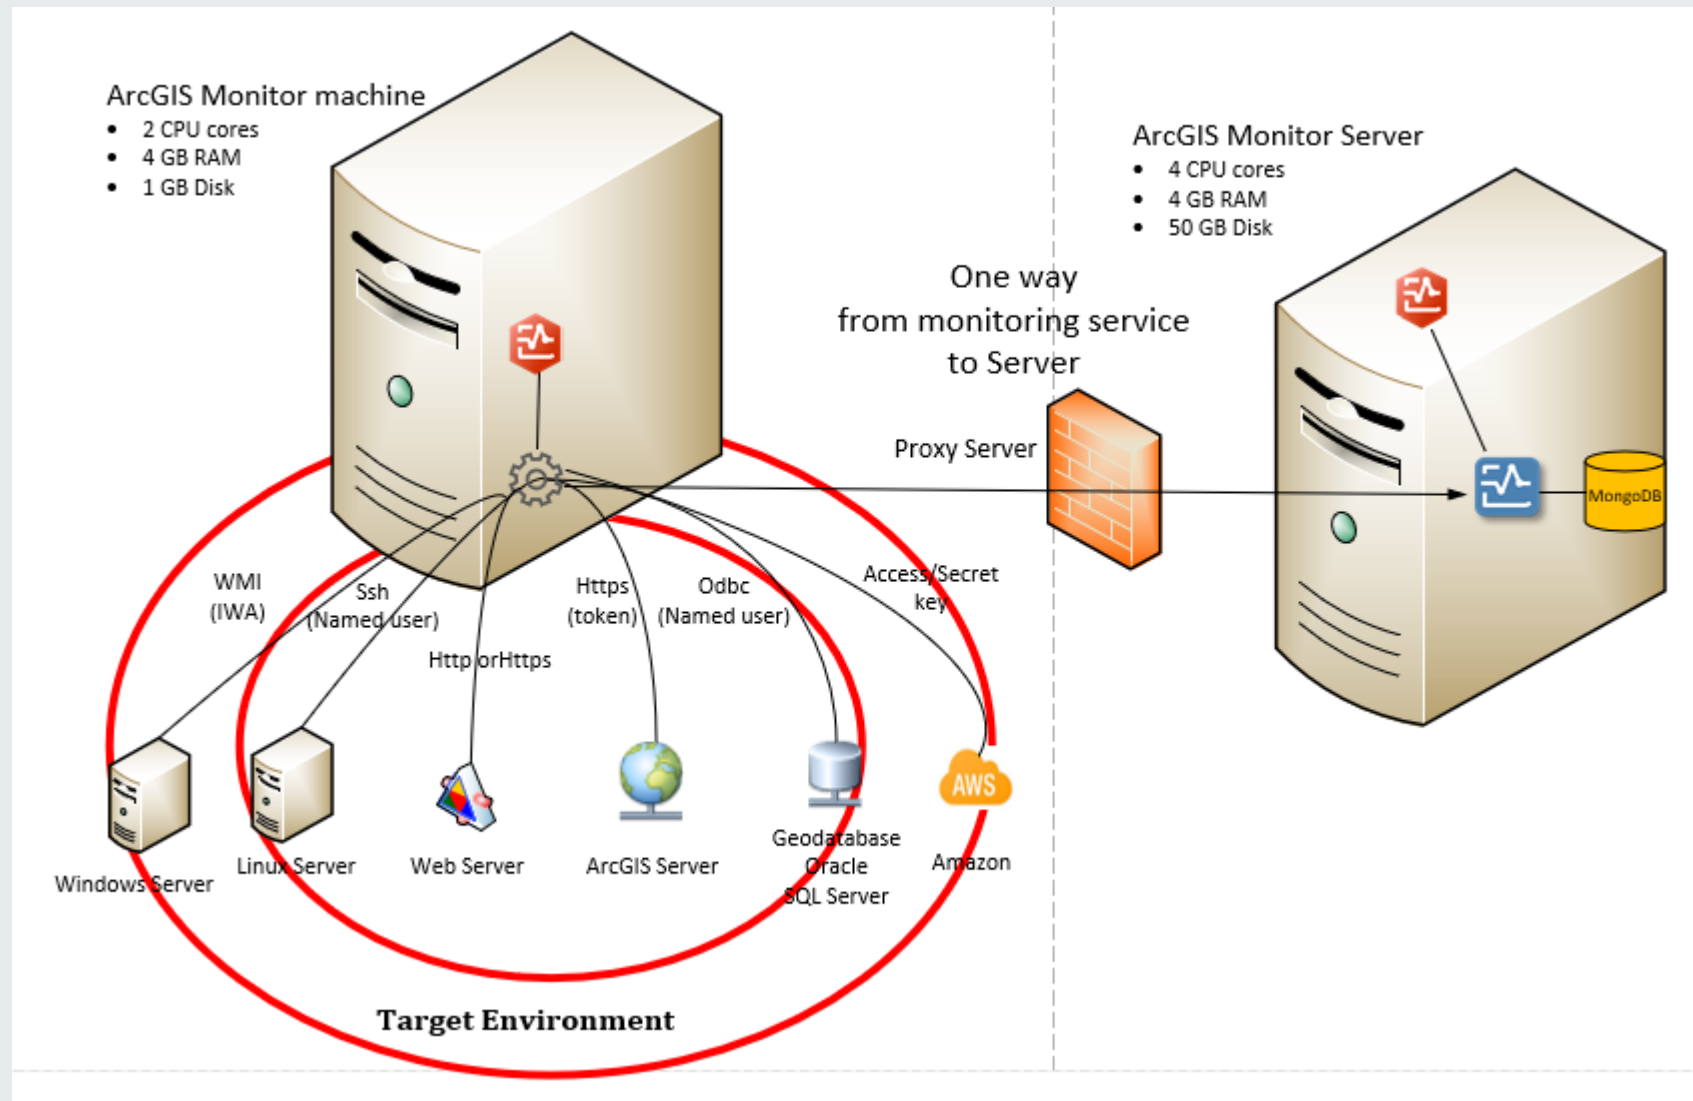 ArcGIS Monitor machine
• 2 CPU cores
• 4 GB RAM
• 1 GB Disk
ArcGIS Monitor Server
• 4 CPU cores
• 4 GB RAM
• 50 GB Disk
One way
from monitoring service
to Server
Proxy Server
MongoDB
WMI
(IWA)
Ssh
(Named user)
Http orHttps
Https
(token)
Odbc
(Named user)
Access/Secret
key
AWS
Windows Server
Linux Server
Web Server
ArcGIS Server
Geodatabase
Oracle
SQL Server
Amazon
Target Environment